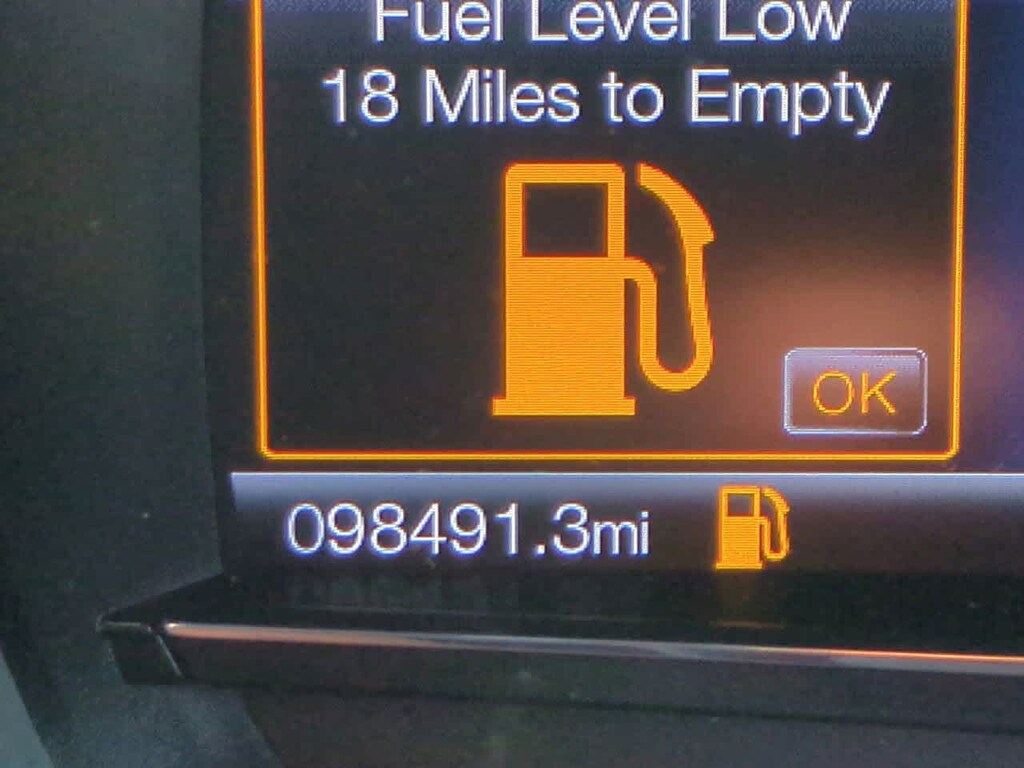 Fuel Level Low
18 Miles to Empty
OK
098491.3mi